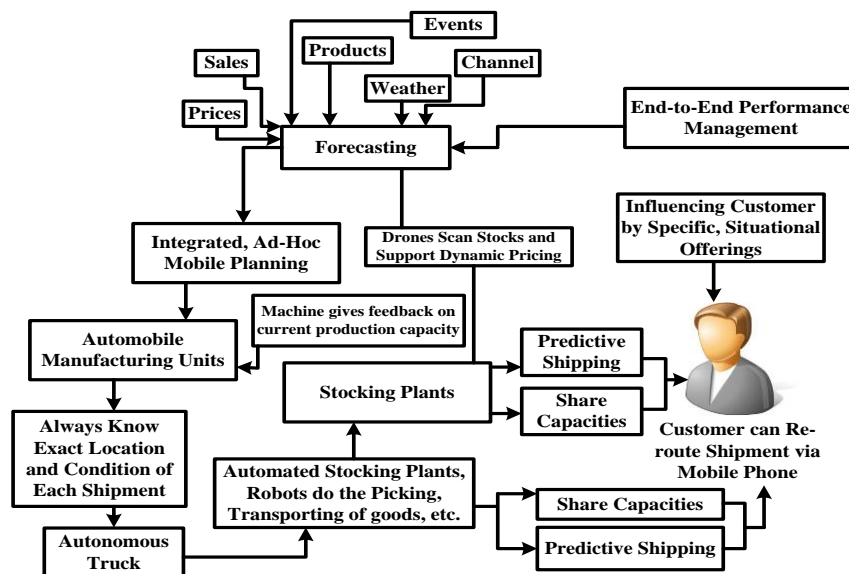 Events
Products
Channel
Sales
Weather
Prices
End-to-End Performance
Management
Forecasting
Influencing Customer
by Specific, Situational
Offerings
Integrated, Ad-Hoc
Mobile Planning
Drones Scan Stocks and
Support Dynamic Pricing
Machine gives feedback on
current production capacity
Automobile
Manufacturing Units
Predictive
Shipping
Stocking Plants
Share
Capacities
Always Know
Exact Location
and Condition of
Each Shipment
Customer can Re-
route Shipment via
Mobile Phone
Automated Stocking Plants,
Robots do the Picking,
Transporting of goods, etc.
Share Capacities
Predictive Shipping
Autonomous
Truck